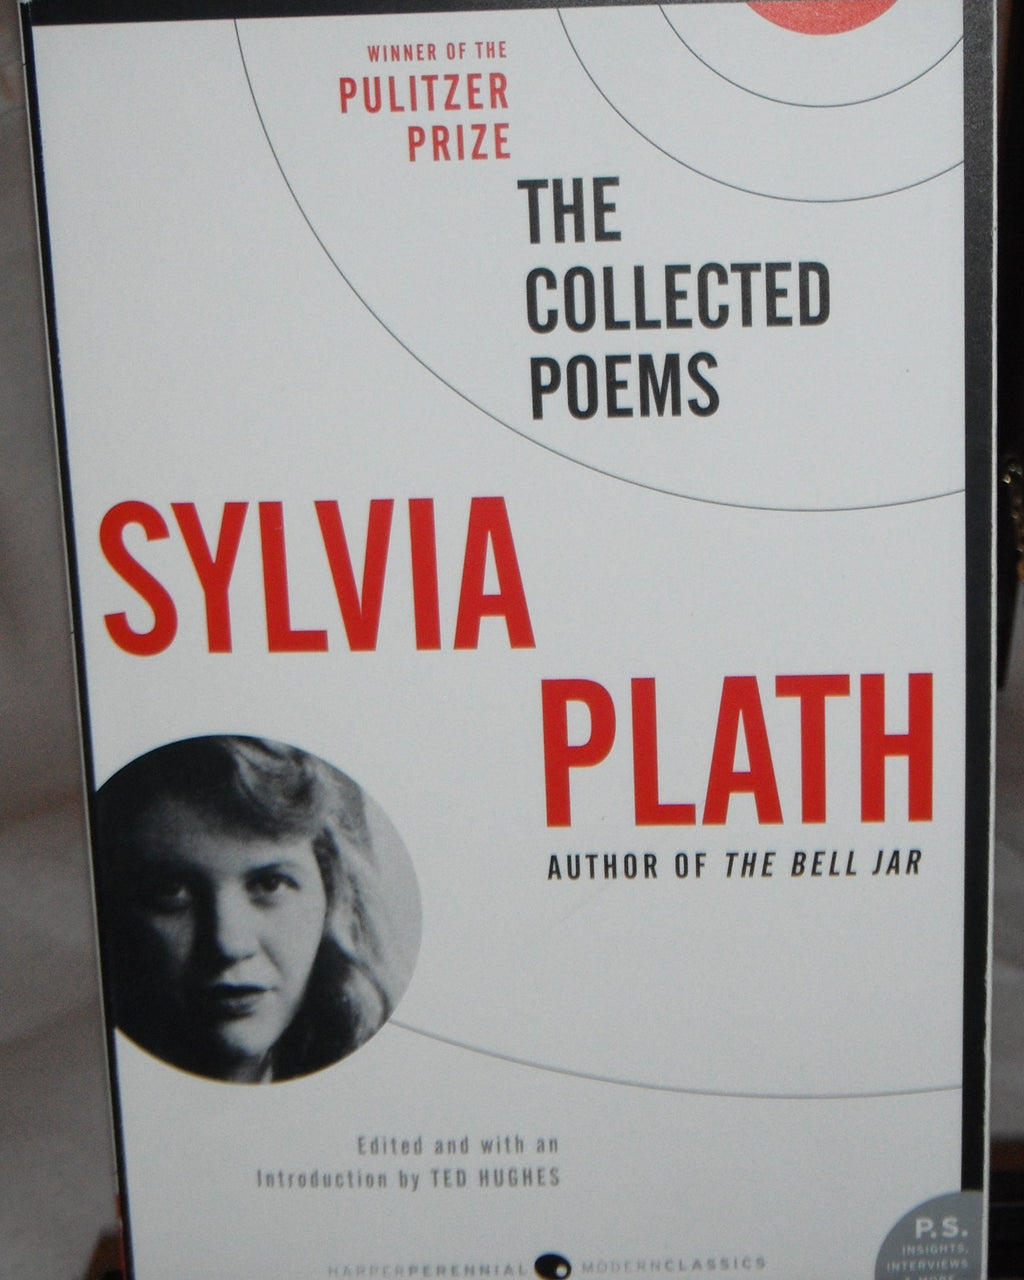 WINNER OF THE
PULITZER
PRIZE
THE
COLLECTED
POEMS
SYLVIA
PLATH
AUTHOR OF THE BELL JAR
Edited and with an
Introduction by TED HUGHES
P.S.
INSIGHTS,
INTERVIEWS
HARPERPERENNIAL MODERNCLASSICS